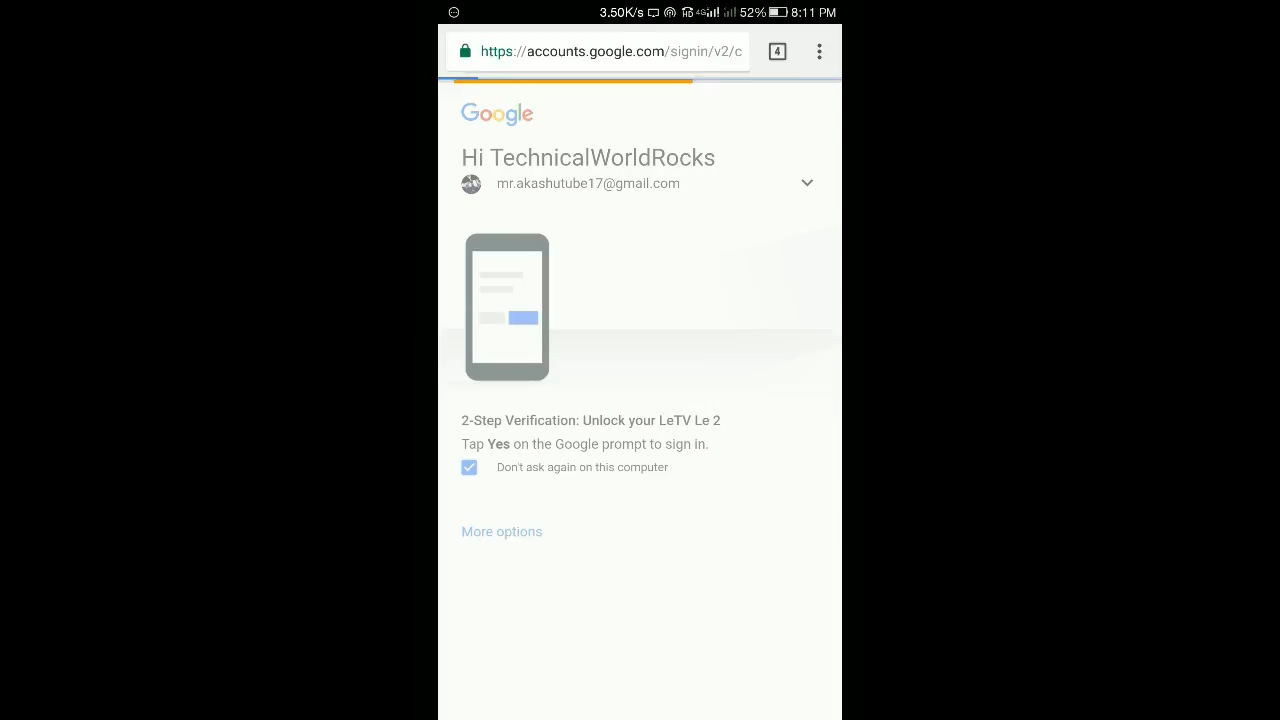 3.50K/s HD 4G 52% 8:11 PM
https://accounts.google.com/signin/v2/c 4
Google
Hi TechnicalWorldRocks
mr.akashutube17@gmail.com
2-Step Verification: Unlock your LeTV Le 2
Tap Yes on the Google prompt to sign in.
Don't ask again on this computer
More options